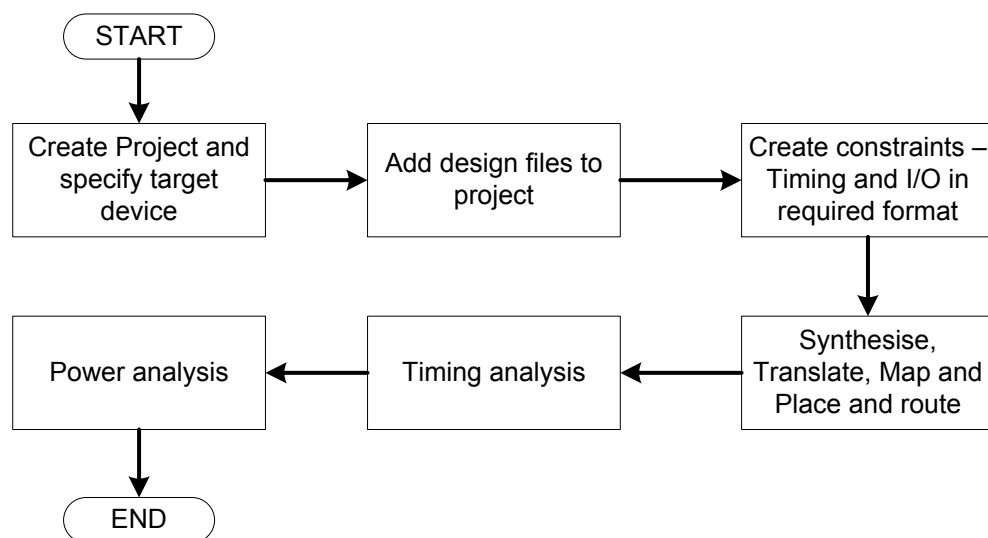 START
Create Project and
specify target
device
Add design files to
project
Create constraints –
Timing and I/O in
required format
Synthesise,
Translate, Map and
Place and route
Timing analysis
Power analysis
END